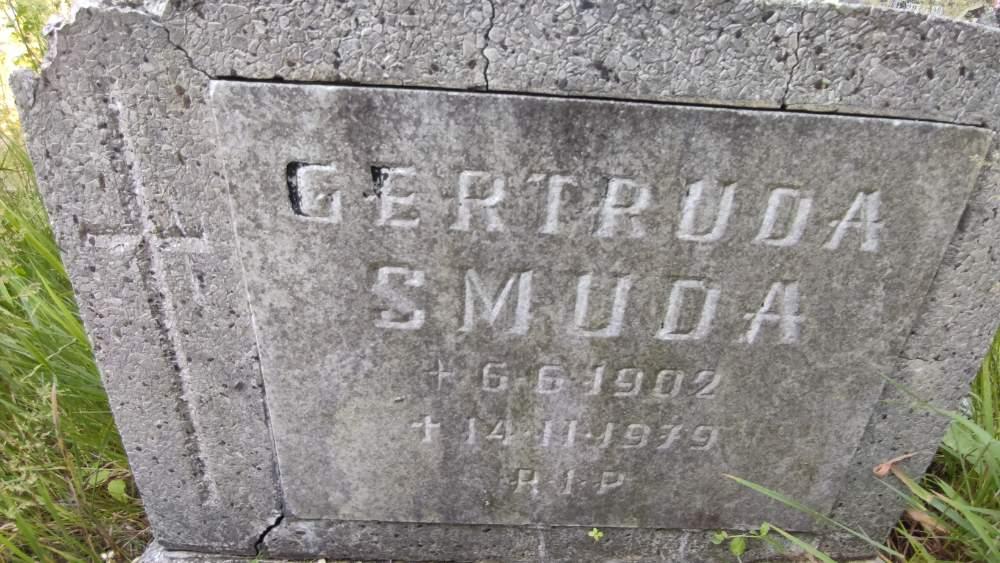 GERTRUDA
SMUDA
+ 6·6·1902
+ 14·11·1979
R·I·P